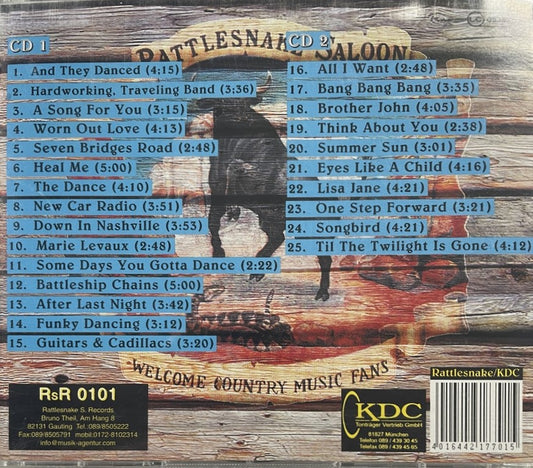 RATTLESNAKE SALOON
CD 1
1. And They Danced (4:15)
2. Hardworking, Traveling Band (3:36)
3. A Song For You (3:15)
4. Worn Out Love (4:13)
5. Seven Bridges Road (2:48)
6. Heal Me (5:00)
7. The Dance (4:10)
8. New Car Radio (3:51)
9. Down In Nashville (3:53)
10. Marie Levaux (2:48)
11. Some Days You Gotta Dance (2:22)
12. Battleship Chains (5:00)
13. After Last Night (3:42)
14. Funky Dancing (3:12)
15. Guitars & Cadillacs (3:20)
CD 2
16. All I Want (2:48)
17. Bang Bang Bang (3:35)
18. Brother John (4:05)
19. Think About You (2:38)
20. Summer Sun (3:01)
21. Eyes Like A Child (4:16)
22. Lisa Jane (4:21)
23. One Step Forward (3:21)
24. Songbird (4:21)
25. Til The Twilight Is Gone (4:12)
WELCOME COUNTRY MUSIC FANS
RsR 0101
Rattlesnake S. Records
Bruno Theil, Am Hang 8
82131 Gauting Tel. 089/8505222
Fax:089/8505791 mobil:0172-8102314
info@musik-agentur.com
KDC
Tonträger Vertrieb GmbH
81827 München
Telefon 089 / 439 30 45
Telefax 089 / 439 45 65
Rattlesnake/KDC
4016442177015